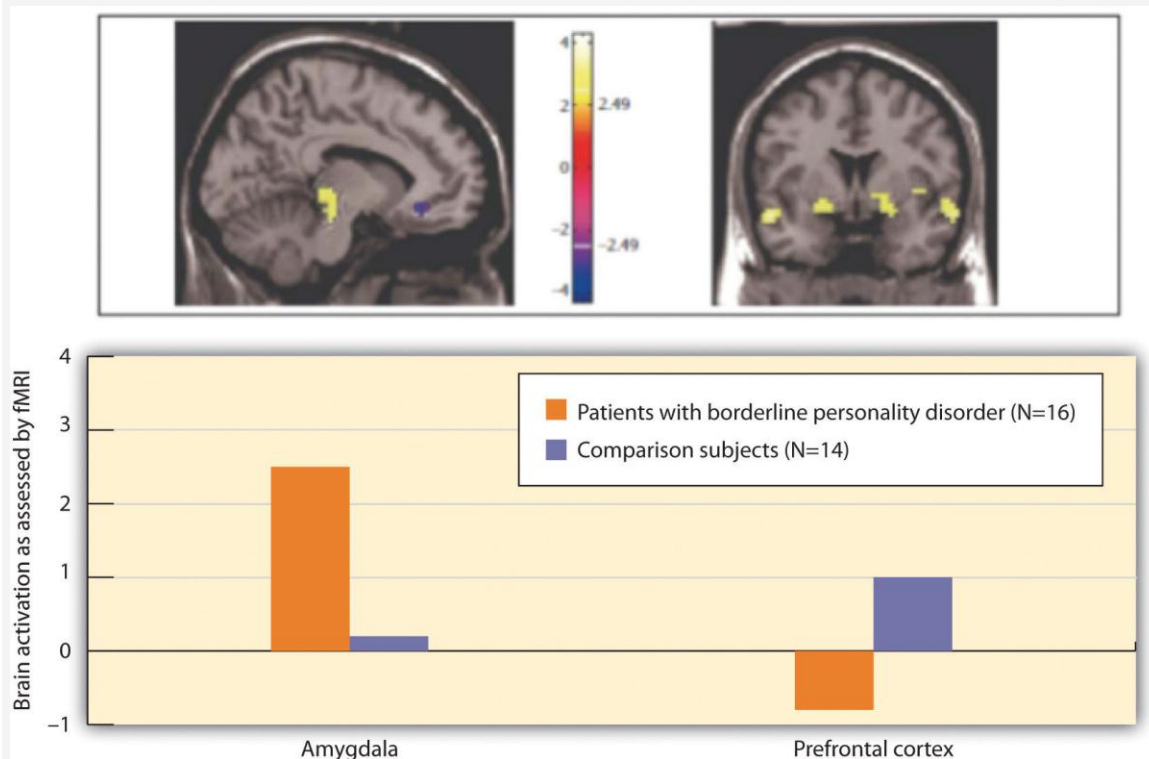 4
2
2.49
0
−2
−2.49
−4
Brain activation as assessed by fMRI
4
3
2
1
0
−1
Patients with borderline personality disorder (N=16)
Comparison subjects (N=14)
Amygdala
Prefrontal cortex